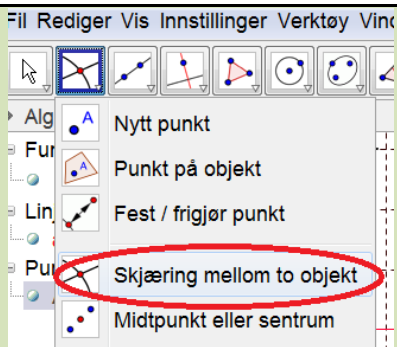 Fil Rediger Vis Innstillinger Verktøy
Alg
Nytt punkt
Fur
A
Punkt på objekt
A
Lin
Fest / frigjør punkt
Skjæring mellom to objekt
Midtpunkt eller sentrum